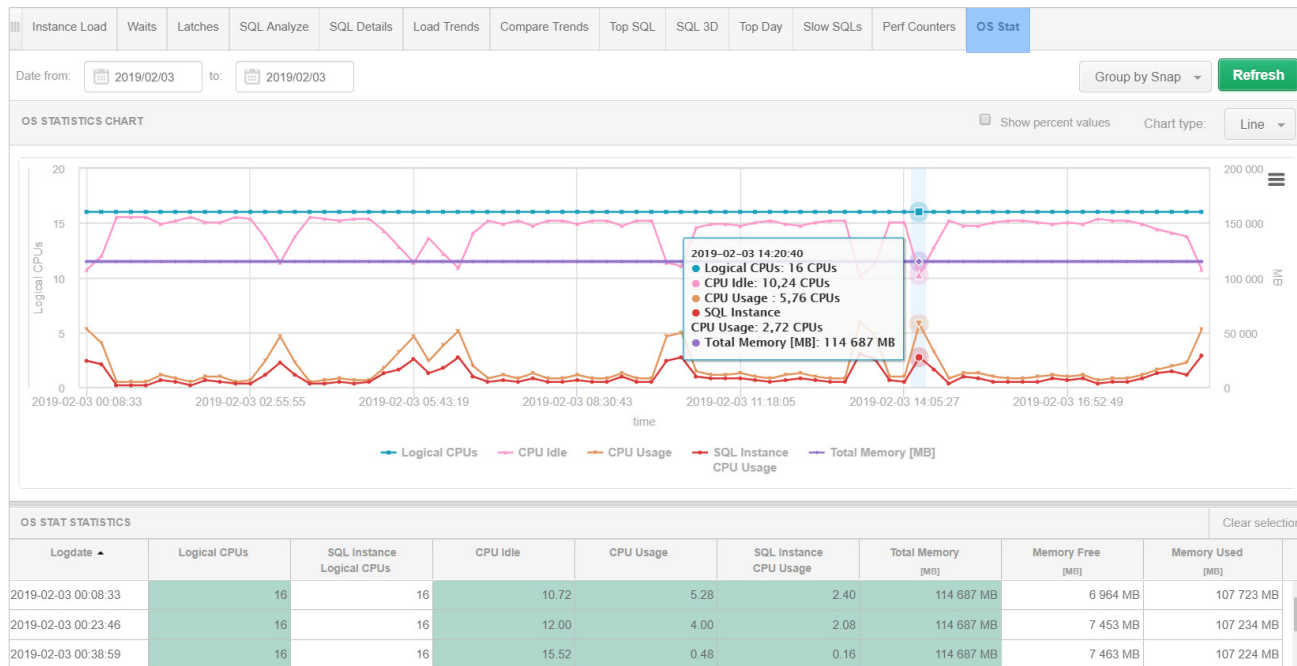 Instance Load Waits Latches SQL Analyze SQL Details Load Trends Compare Trends Top SQL SQL 3D Top Day Slow SQLs Perf Counters OS Stat
Date from: 2019/02/03 to: 2019/02/03 Group by Snap Refresh
OS STATISTICS CHART Show percent values Chart type: Line
20 200 000
15 150 000
10 100 000
5 50 000
0 0
Logical CPUs
MB
2019-02-03 14:20:40
Logical CPUs: 16 CPUs
CPU Idle: 10,24 CPUs
CPU Usage : 5,76 CPUs
SQL Instance
CPU Usage: 2,72 CPUs
Total Memory [MB]: 114 687 MB
2019-02-03 00:08:33 2019-02-03 02:55:55 2019-02-03 05:43:19 2019-02-03 08:30:43 2019-02-03 11:18:05 2019-02-03 14:05:27 2019-02-03 16:52:49
time
Logical CPUs CPU Idle CPU Usage SQL Instance Total Memory [MB]
CPU Usage
OS STAT STATISTICS Clear selection
Logdate Logical CPUs SQL Instance CPU Idle CPU Usage SQL Instance Total Memory Memory Free Memory Used
Logical CPUs CPU Usage [MB] [MB] [MB]
2019-02-03 00:08:33 16 16 10.72 5.28 2.40 114 687 MB 6 964 MB 107 723 MB
2019-02-03 00:23:46 16 16 12.00 4.00 2.08 114 687 MB 7 453 MB 107 234 MB
2019-02-03 00:38:59 16 16 15.52 0.48 0.16 114 687 MB 7 463 MB 107 224 MB